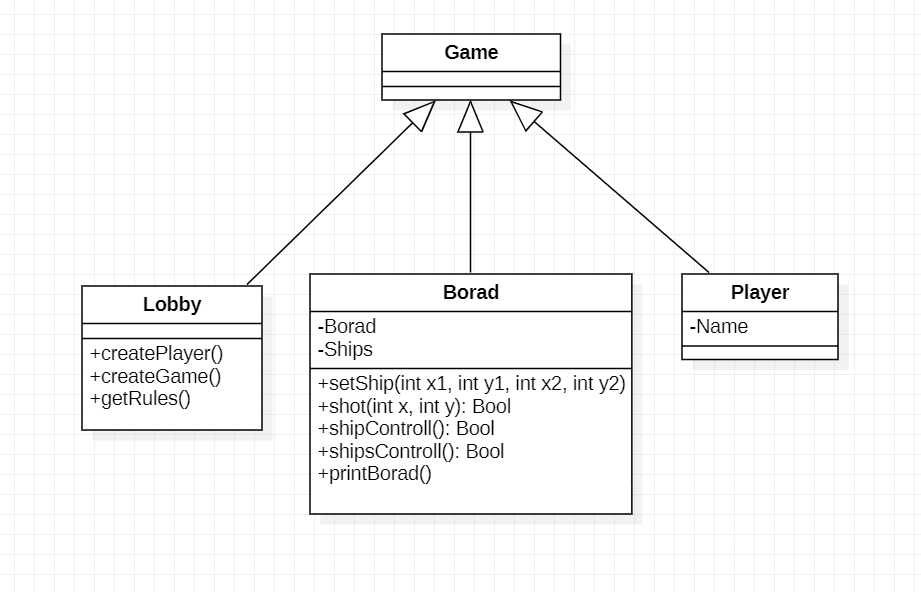 Game
Lobby
+createPlayer()
+createGame()
+getRules()
Borad
-Borad
-Ships
+setShip(int x1, int y1, int x2, int y2)
+shot(int x, int y): Bool
+shipControll(): Bool
+shipsControll(): Bool
+printBorad()
Player
-Name